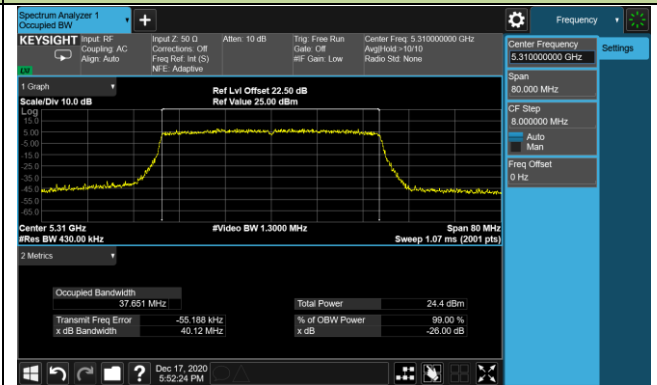 Spectrum Analyzer 1
Occupied BW
Frequency
KEYSIGHT
Input: RF
Coupling: AC
Align: Auto
Input Z: 50 Ω
Corrections: Off
Freq Ref: Int (S)
NFE: Adaptive
Atten: 10 dB
Trig: Free Run
Gate: Off
#IF Gain: Low
Center Freq: 5.310000000 GHz
Avg|Hold:>10/10
Radio Std: None
Center Frequency
5.310000000 GHz
Settings
Span
80.000 MHz
CF Step
8.000000 MHz
Auto
Man
Freq Offset
0 Hz
1 Graph
Scale/Div 10.0 dB
Ref Lvl Offset 22.50 dB
Ref Value 25.00 dBm
Log
15.0
5.00
-5.00
-15.0
-25.0
-35.0
-45.0
-55.0
-65.0
Center 5.31 GHz
#Video BW 1.3000 MHz
Span 80 MHz
#Res BW 430.00 kHz
Sweep 1.07 ms (2001 pts)
2 Metrics
Occupied Bandwidth
37.651 MHz
Total Power 24.4 dBm
Transmit Freq Error -55.188 kHz
% of OBW Power 99.00 %
x dB Bandwidth 40.12 MHz
x dB -26.00 dB
Dec 17, 2020
5:52:24 PM